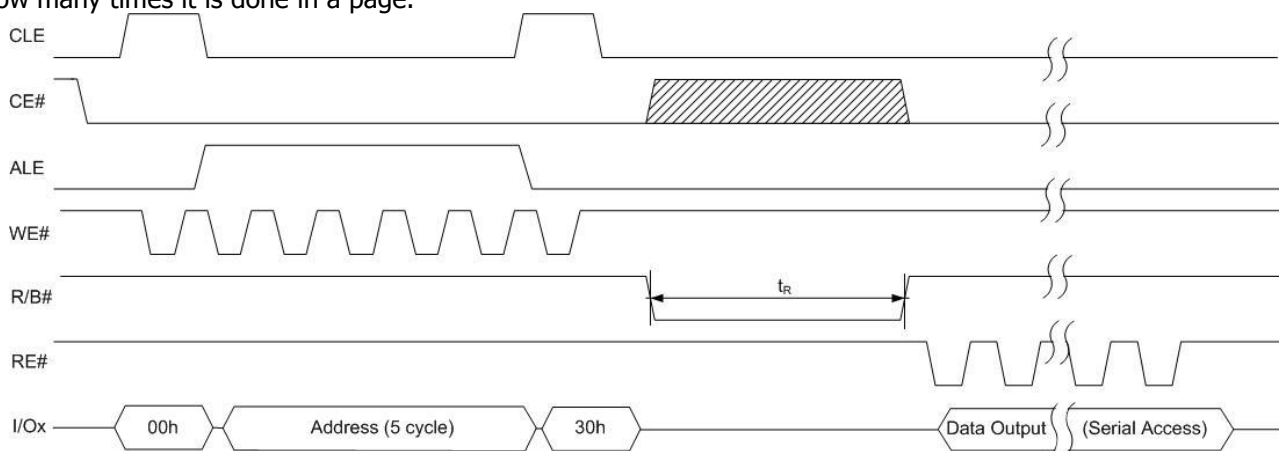 how many times it is done in a page.
CLE
CE#
ALE
WE#
R/B#
tR
RE#
I/Ox
00h
Address (5 cycle)
30h
Data Output
(Serial Access)